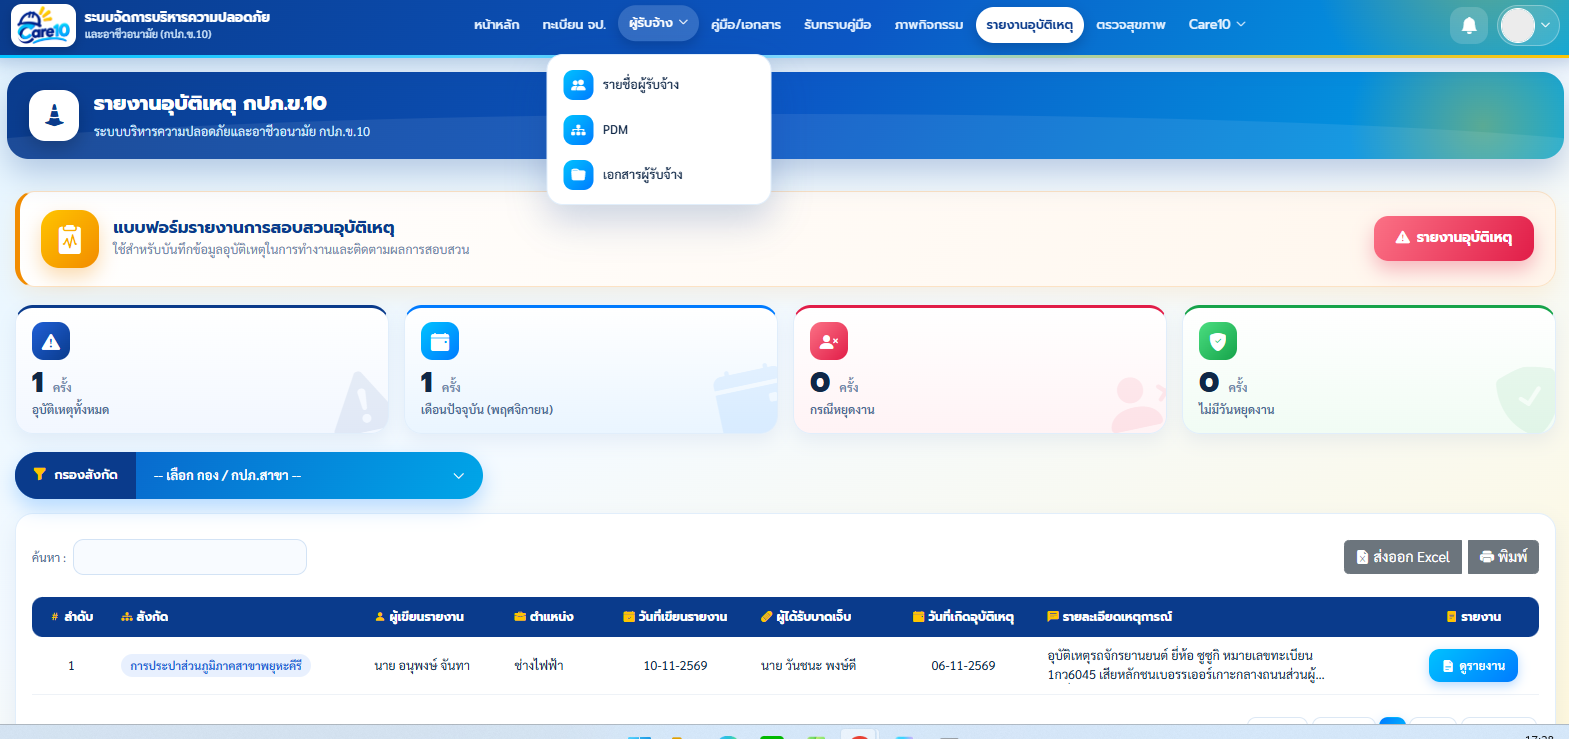 Care10
ระบบจัดการบริหารความปลอดภัย
และอาชีวอนามัย (กปภ.ข.10)
หน้าหลัก
ทะเบียน จป.
ผู้รับจ้าง
คู่มือ/เอกสาร
รับทราบคู่มือ
ภาพกิจกรรม
รายงานอุบัติเหตุ
ตรวจสุขภาพ
Care10
รายชื่อผู้รับจ้าง
PDM
เอกสารผู้รับจ้าง
รายงานอุบัติเหตุ กปภ.ข.10
ระบบบริหารความปลอดภัยและอาชีวอนามัย กปภ.ข.10
แบบฟอร์มรายงานการสอบสวนอุบัติเหตุ
ใช้สำหรับบันทึกข้อมูลอุบัติเหตุในการทำงานและติดตามผลการสอบสวน
รายงานอุบัติเหตุ
1 ครั้ง
อุบัติเหตุทั้งหมด
1 ครั้ง
เดือนปัจจุบัน (พฤศจิกายน)
0 ครั้ง
กรณีหยุดงาน
0 ครั้ง
ไม่มีวันหยุดงาน
กรองสังกัด
-- เลือก กอง / กปภ.สาขา --
ค้นหา :
ส่งออก Excel
พิมพ์
# ลำดับ
สังกัด
ผู้เขียนรายงาน
ตำแหน่ง
วันที่เขียนรายงาน
ผู้ได้รับบาดเจ็บ
วันที่เกิดอุบัติเหตุ
รายละเอียดเหตุการณ์
รายงาน
1
การประปาส่วนภูมิภาคสาขาพยุหะคีรี
นาย อนุพงษ์ จันทา
ช่างไฟฟ้า
10-11-2569
นาย วันชนะ พงษ์ดี
06-11-2569
อุบัติเหตุรถจักรยานยนต์ ยี่ห้อ ซูซูกิ หมายเลขทะเบียน
1กว6045 เสียหลักชนเบอรรเออร์เกาะกลางถนนส่วนผู้...
ดูรายงาน